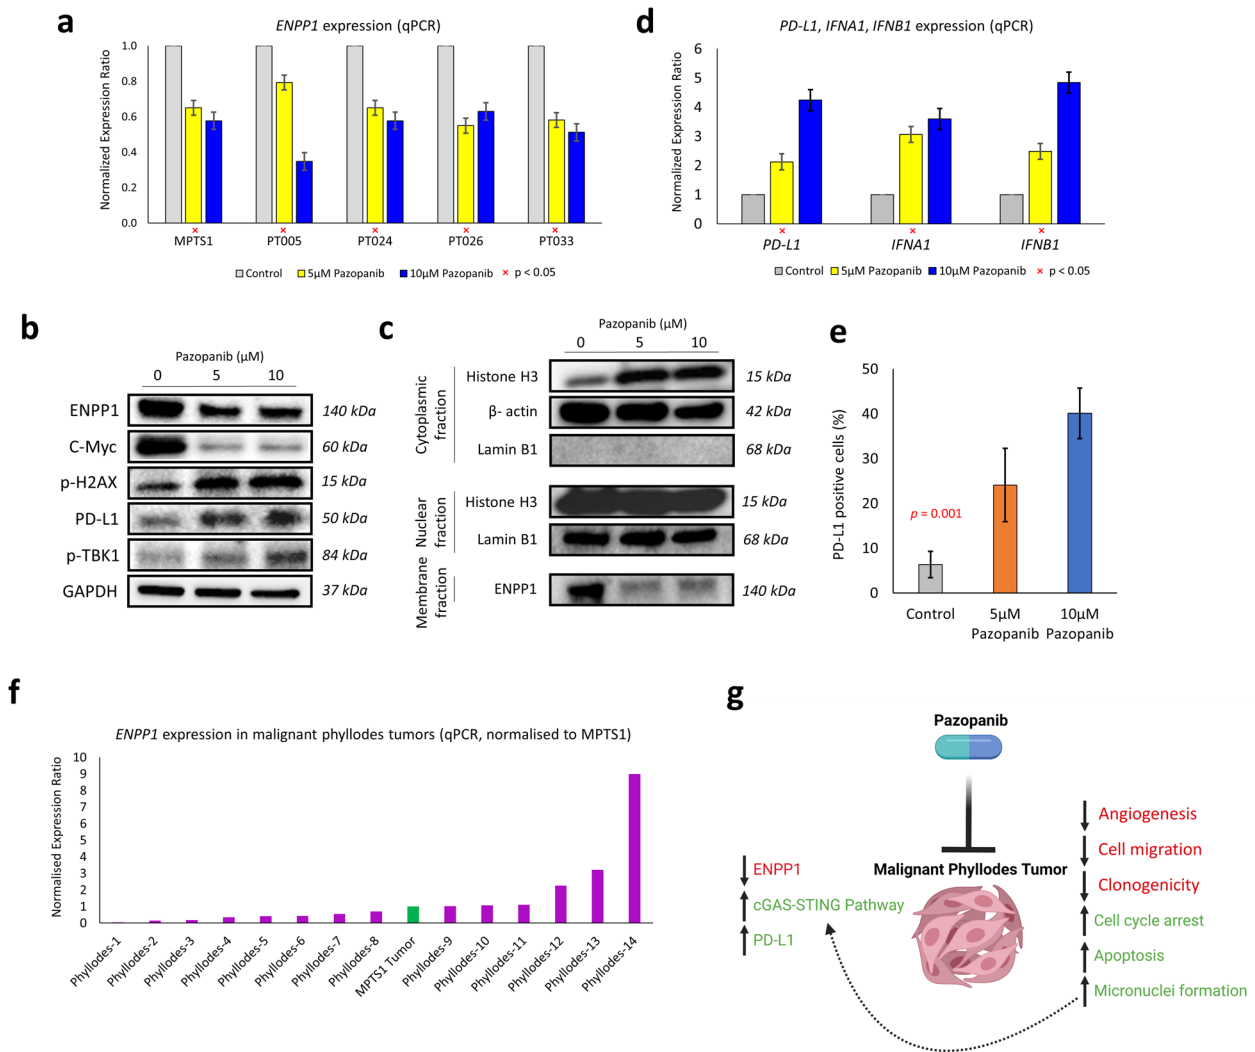 a
ENPP1 expression (qPCR)
Normalized Expression Ratio
1.0
0.8
0.6
0.4
0.2
0.0
× × × × ×
MPTS1 PT005 PT024 PT026 PT033
Control 5µM Pazopanib 10µM Pazopanib × p < 0.05
d
PD-L1, IFNA1, IFNB1 expression (qPCR)
Normalized Expression Ratio
6
5
4
3
2
1
0
× × ×
PD-L1 IFNA1 IFNB1
Control 5µM Pazopanib 10µM Pazopanib × p < 0.05
b
Pazopanib (µM)
0 5 10
ENPP1 140 kDa
C-Myc 60 kDa
p-H2AX 15 kDa
PD-L1 50 kDa
p-TBK1 84 kDa
GAPDH 37 kDa
c
Pazopanib (µM)
0 5 10
Cytoplasmic
fraction
Histone H3 15 kDa
β- actin 42 kDa
Lamin B1 68 kDa
Nuclear
fraction
Histone H3 15 kDa
Lamin B1 68 kDa
Membrane
fraction
ENPP1 140 kDa
e
PD-L1 positive cells (%)
50
40
30
20
10
0
p = 0.001
Control 5µM 10µM
Pazopanib Pazopanib
f
ENPP1 expression in malignant phyllodes tumors (qPCR, normalised to MPTS1)
Normalised Expression Ratio
10
9
8
7
6
5
4
3
2
1
0
Phyllodes-1
Phyllodes-2
Phyllodes-3
Phyllodes-4
Phyllodes-5
Phyllodes-6
Phyllodes-7
Phyllodes-8
MPTS1 Tumor
Phyllodes-9
Phyllodes-10
Phyllodes-11
Phyllodes-12
Phyllodes-13
Phyllodes-14
g
Pazopanib
Malignant Phyllodes Tumor
ENPP1
cGAS-STING Pathway
PD-L1
Angiogenesis
Cell migration
Clonogenicity
Cell cycle arrest
Apoptosis
Micronuclei formation